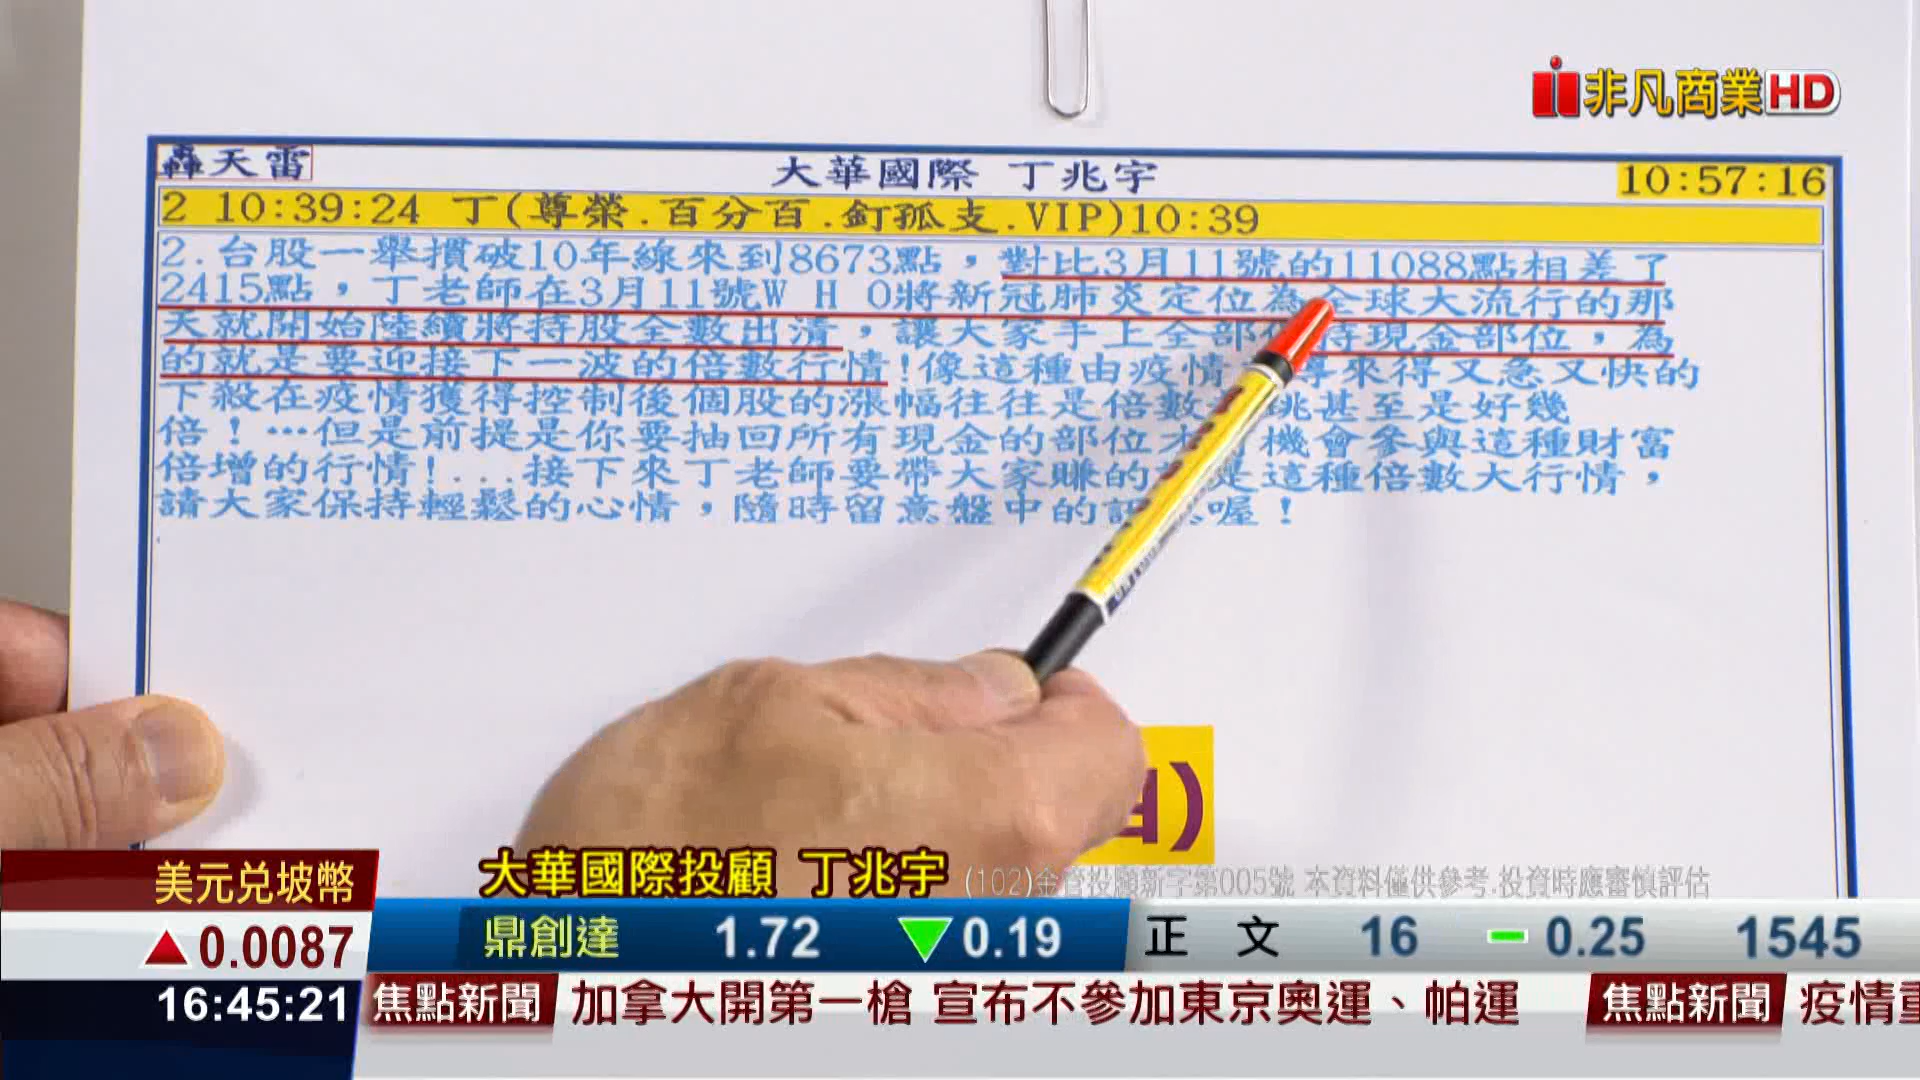 非凡商業HD
轟天雷
大華國際 丁兆宇
10:57:16
2 10:39:24 丁(尊榮.百分百.釘孤支.VIP)10:39
2.台股一舉摜破10年線來到8673點，對比3月11號的11088點相差了
2415點，丁老師在3月11號WHO將新冠肺炎定位為全球大流行的那
天就開始陸續將持股全數出清，讓大家手上全部 持現金部位，為
的就是要迎接下一波的倍數行情!像這種由疫情 導來得又急又快的
下殺在疫情獲得控制後個股的漲幅往往是倍數 跳甚至是好幾
倍!…但是前提是你要抽回所有現金的部位才 機會參與這種財富
倍增的行情!...接下來丁老師要帶大家賺的 是這種倍數大行情，
請大家保持輕鬆的心情，隨時留意盤中的 喔!
)
大華國際投顧 丁兆宇
(102)金管投顧新字第005號 本資料僅供參考.投資時應審慎評估
美元兌坡幣
▲0.0087
鼎創達 1.72 ▼0.19 正文 16 - 0.25 1545
16:45:21
焦點新聞 加拿大開第一槍 宣布不參加東京奧運、帕運 焦點新聞 疫情